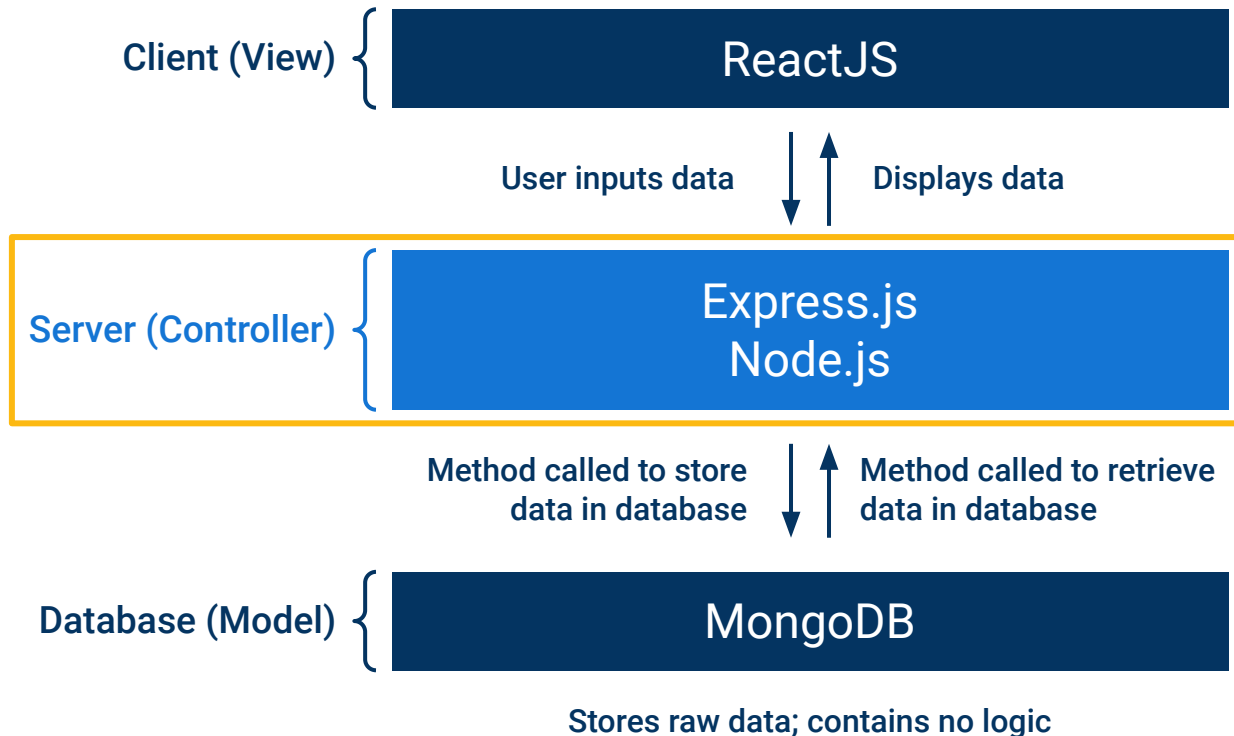 Client (View)
ReactJS
User inputs data
Displays data
Server (Controller)
Express.js
Node.js
Method called to store
data in database
Method called to retrieve
data in database
Database (Model)
MongoDB
Stores raw data; contains no logic